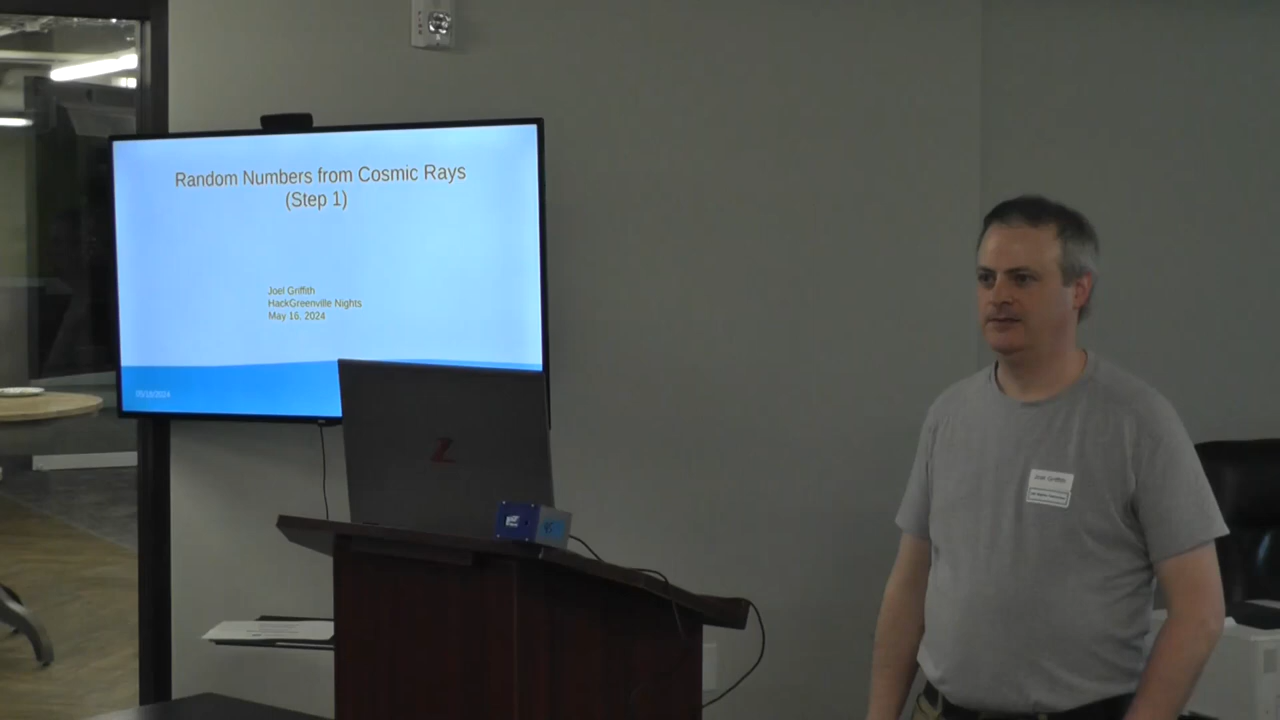 Random Numbers from Cosmic Rays
(Step 1)
Joel Griffith
HackGreenville Nights
May 16, 2024
05/16/2024
Joel Griffith